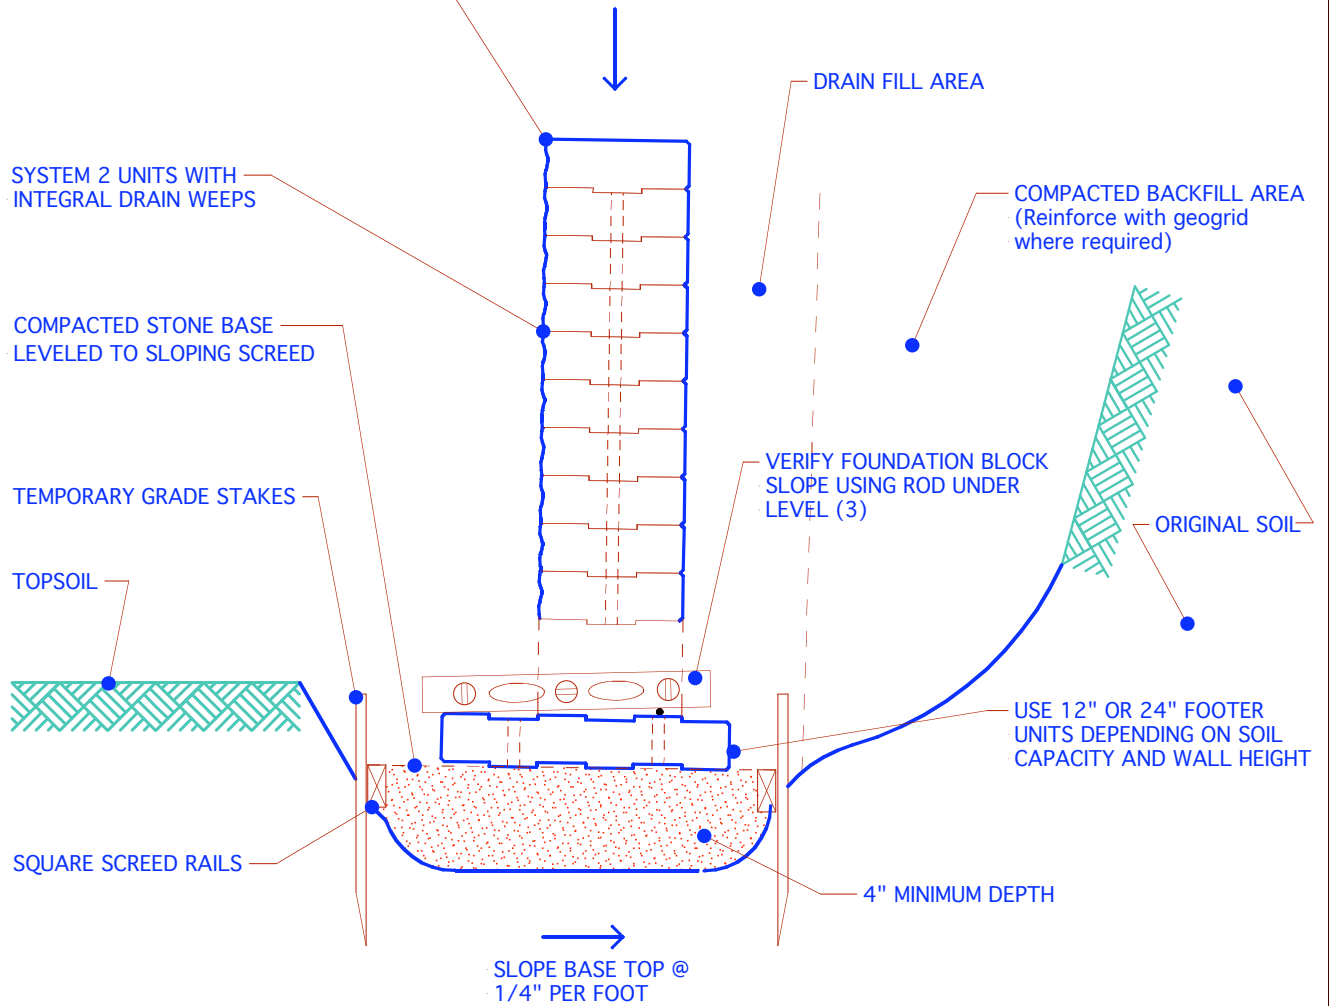 DRAIN FILL AREA
SYSTEM 2 UNITS WITH
INTEGRAL DRAIN WEEPS
COMPACTED BACKFILL AREA
(Reinforce with geogrid
where required)
COMPACTED STONE BASE
LEVELED TO SLOPING SCREED
VERIFY FOUNDATION BLOCK
SLOPE USING ROD UNDER
LEVEL (3)
TEMPORARY GRADE STAKES
ORIGINAL SOIL
TOPSOIL
USE 12" OR 24" FOOTER
UNITS DEPENDING ON SOIL
CAPACITY AND WALL HEIGHT
SQUARE SCREED RAILS
4" MINIMUM DEPTH
SLOPE BASE TOP @
1/4" PER FOOT